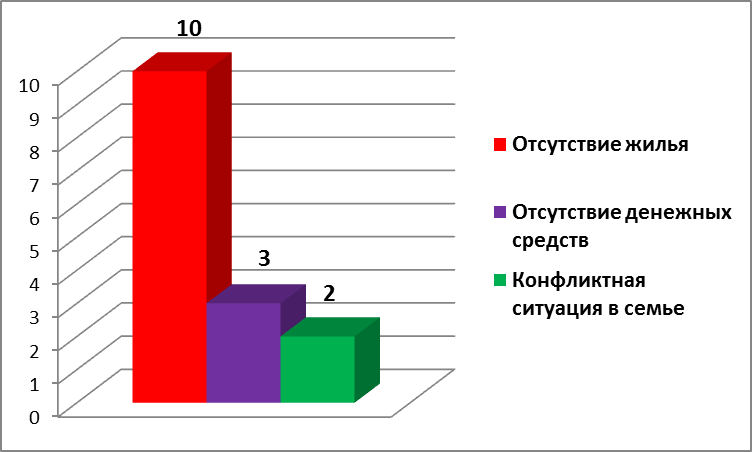 10
3
2
10
9
8
7
6
5
4
3
2
1
0
Отсутствие жилья
Отсутствие денежных
средств
Конфликтная
ситуация в семье